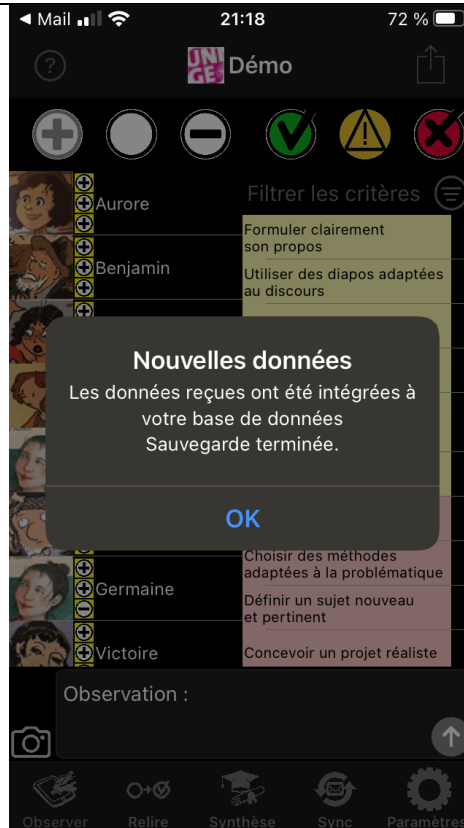 ◀ Mail
21:18
72 %
?
UNI
GE
Démo
Aurore
Filtrer les critères
Formuler clairement
son propos
Benjamin
Utiliser des diapos adaptées
au discours
Nouvelles données
Les données reçues ont été intégrées à
votre base de données
Sauvegarde terminée.
OK
Choisir des méthodes
adaptées à la problématique
Germaine
Définir un sujet nouveau
et pertinent
Victoire
Concevoir un projet réaliste
Observation :
Observer
Relire
Synthèse
Sync
Paramètres